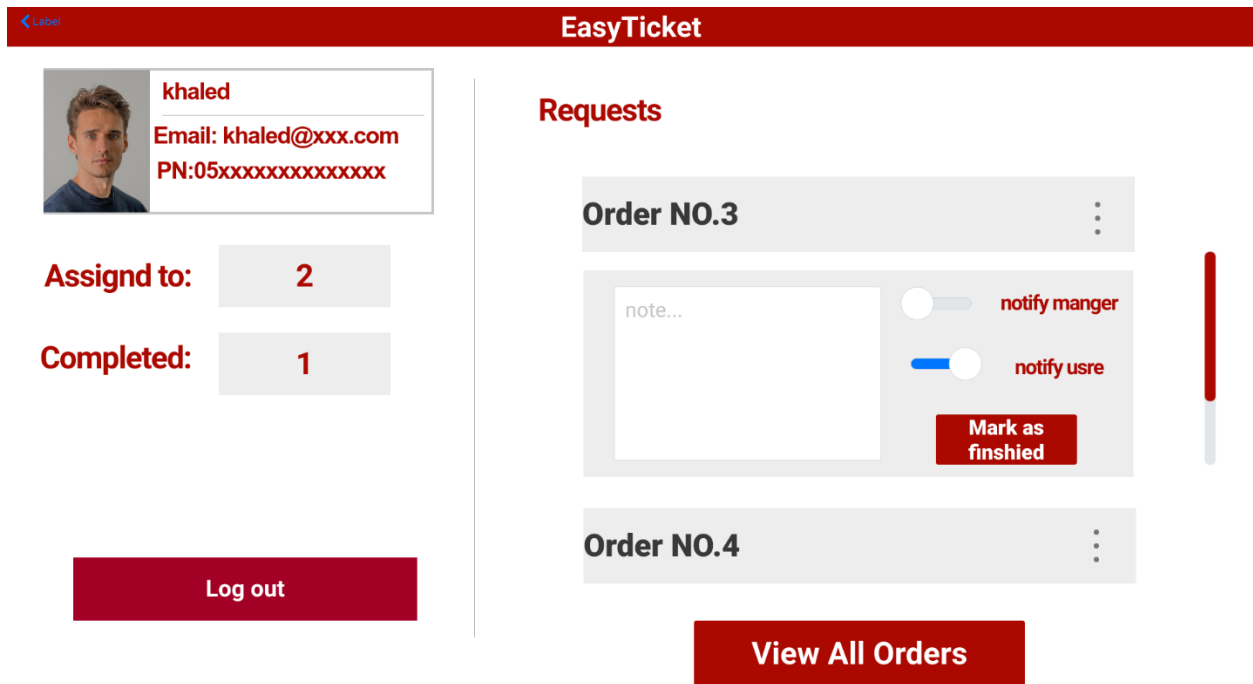 Label
EasyTicket
khaled
Email: khaled@xxx.com
PN:05xxxxxxxxxxxxxx
Assignd to:
2
Completed:
1
Log out
Requests
Order NO.3
note...
notify manger
notify usre
Mark as
finshied
Order NO.4
View All Orders